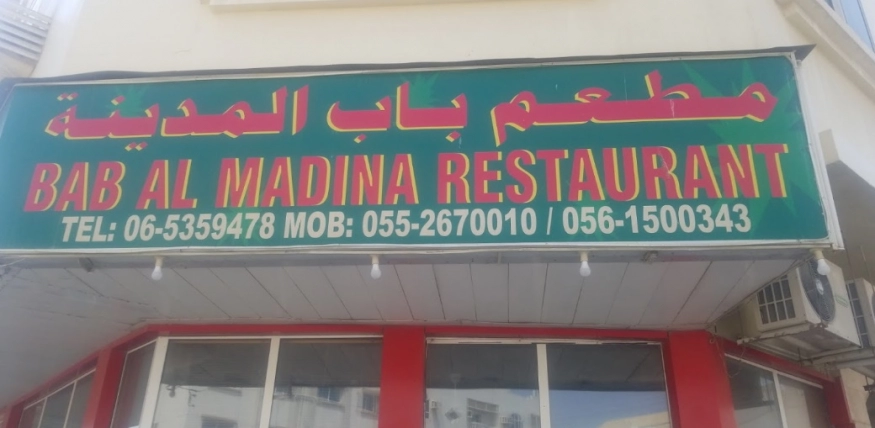 مطعم باب المدينة
BAB AL MADINA RESTAURANT
TEL: 06-5359478 MOB: 055-2670010 / 056-1500343